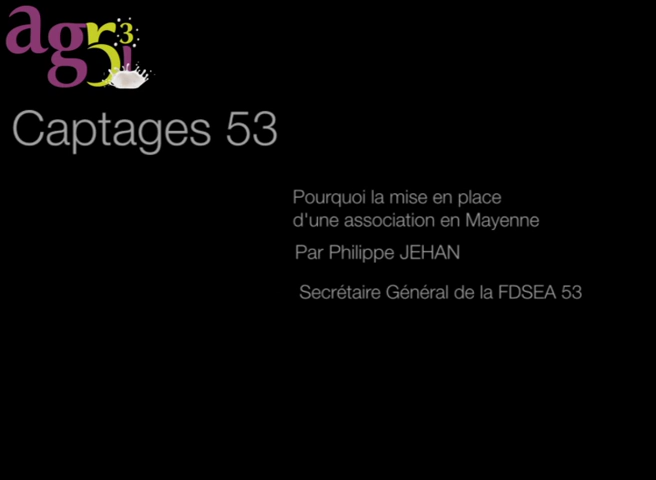 agr53
Captages 53
Pourquoi la mise en place
d'une association en Mayenne
Par Philippe JEHAN
Secrétaire Général de la FDSEA 53